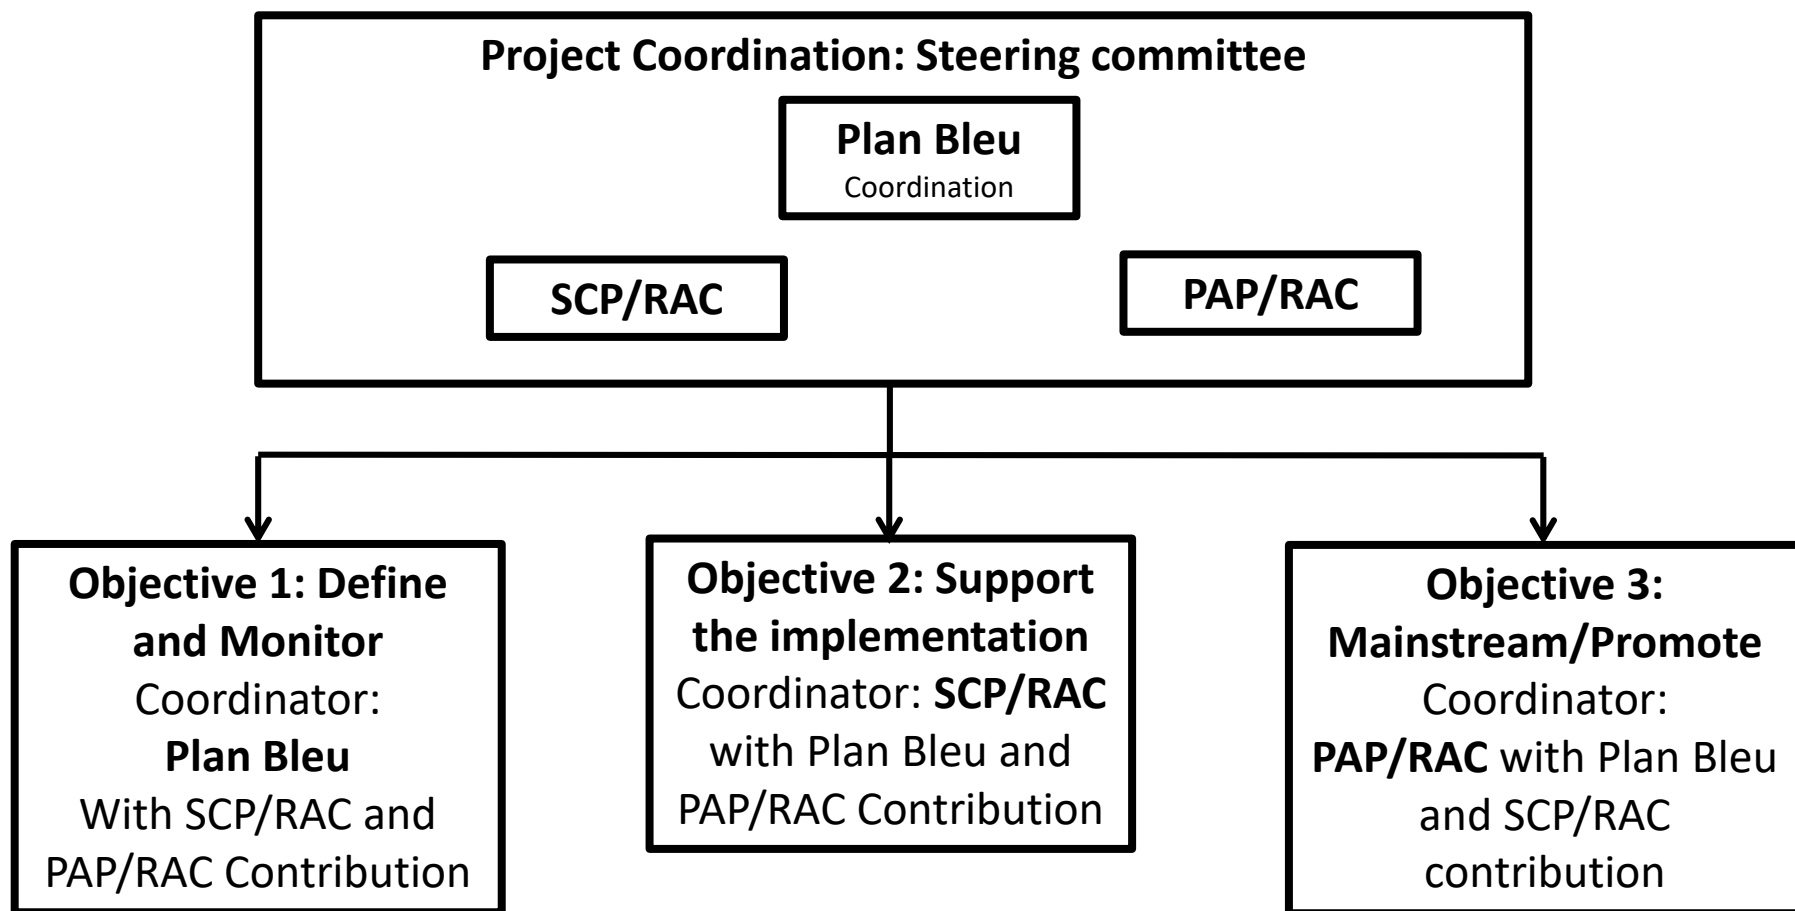 Project Coordination: Steering committee
Plan Bleu
Coordination
SCP/RAC
PAP/RAC
Objective 1: Define
and Monitor
Coordinator:
Plan Bleu
With SCP/RAC and
PAP/RAC Contribution
Objective 2: Support
the implementation
Coordinator: SCP/RAC
with Plan Bleu and
PAP/RAC Contribution
Objective 3:
Mainstream/Promote
Coordinator:
PAP/RAC with Plan Bleu
and SCP/RAC
contribution